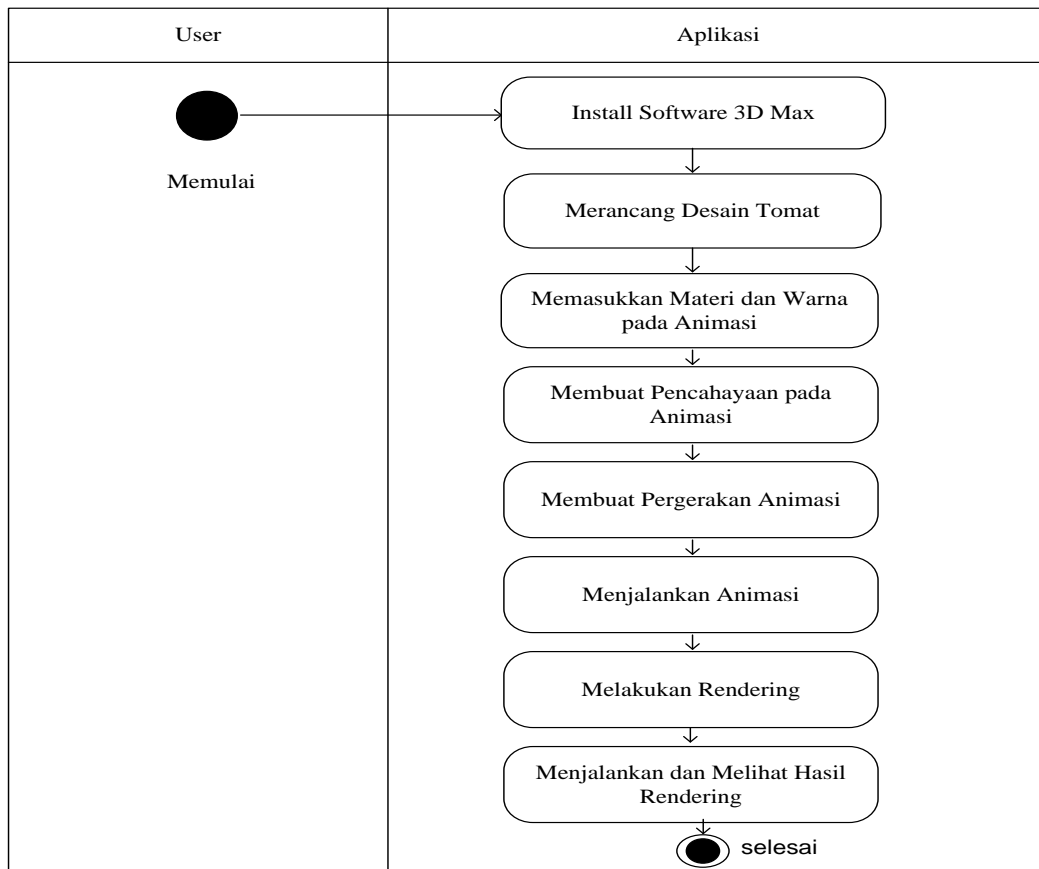 User
Aplikasi
Install Software 3D Max
Memulai
Merancang Desain Tomat
Memasukkan Materi dan Warna
pada Animasi
Membuat Pencahayaan pada
Animasi
Membuat Pergerakan Animasi
Menjalankan Animasi
Melakukan Rendering
Menjalankan dan Melihat Hasil
Rendering
selesai